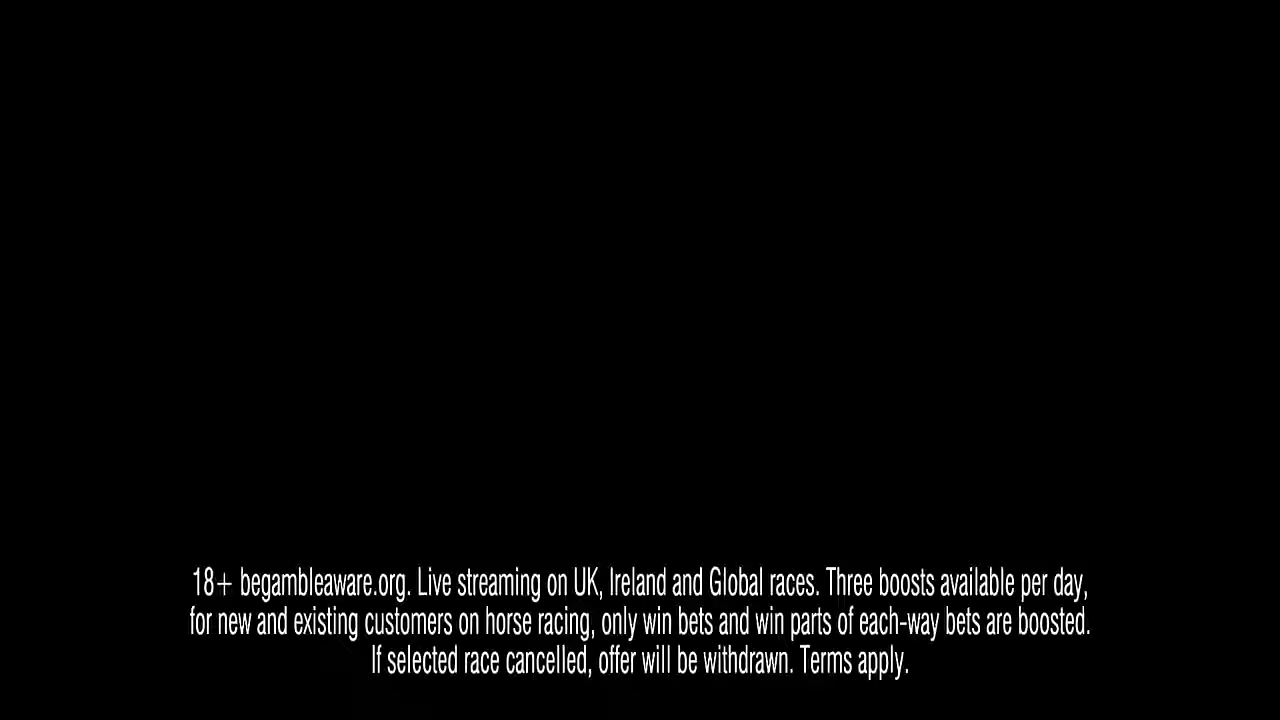 18+ begambleaware.org. Live streaming on UK, Ireland and Global races. Three boosts available per day,
for new and existing customers on horse racing, only win bets and win parts of each-way bets are boosted.
If selected race cancelled, offer will be withdrawn. Terms apply.